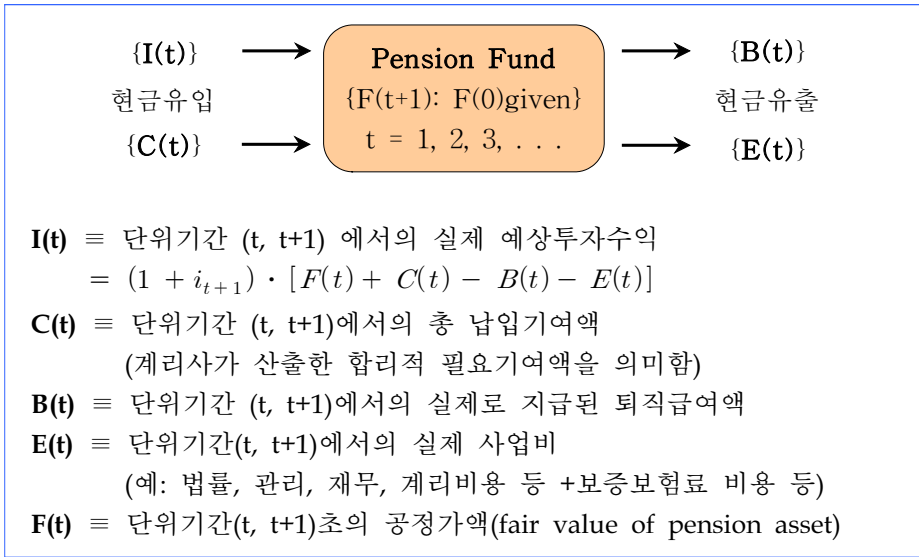 {I(t)}
Pension Fund
{B(t)}
현금유입
{F(t+1): F(0)given}
현금유출
{C(t)}
t = 1, 2, 3, . . .
{E(t)}
I(t) ≡ 단위기간 (t, t+1) 에서의 실제 예상투자수익
= (1 + i_{t+1}) · [F(t) + C(t) − B(t) − E(t)]
C(t) ≡ 단위기간 (t, t+1)에서의 총 납입기여액
(계리사가 산출한 합리적 필요기여액을 의미함)
B(t) ≡ 단위기간 (t, t+1)에서의 실제로 지급된 퇴직급여액
E(t) ≡ 단위기간(t, t+1)에서의 실제 사업비
(예: 법률, 관리, 재무, 계리비용 등 +보증보험료 비용 등)
F(t) ≡ 단위기간(t, t+1)초의 공정가액(fair value of pension asset)